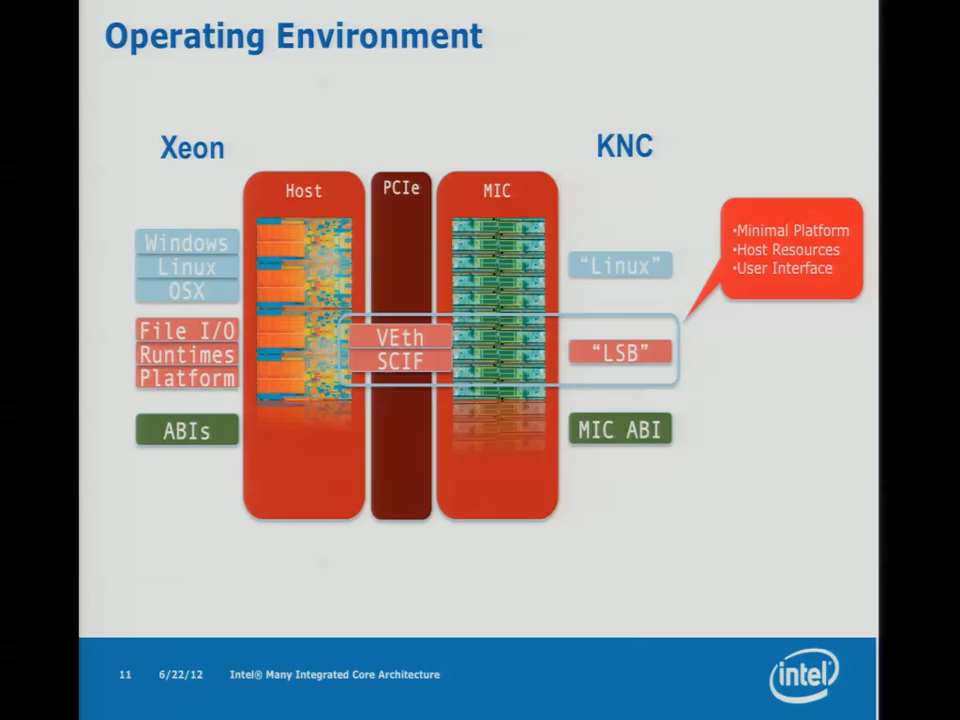 Operating Environment
Xeon
KNC
Host
PCIe
MIC
Windows
Linux
OSX
File I/O
Runtimes
Platform
ABIs
VEth
SCIF
“Linux”
“LSB”
MIC ABI
•Minimal Platform
•Host Resources
•User Interface
11 6/22/12 Intel® Many Integrated Core Architecture
intel)